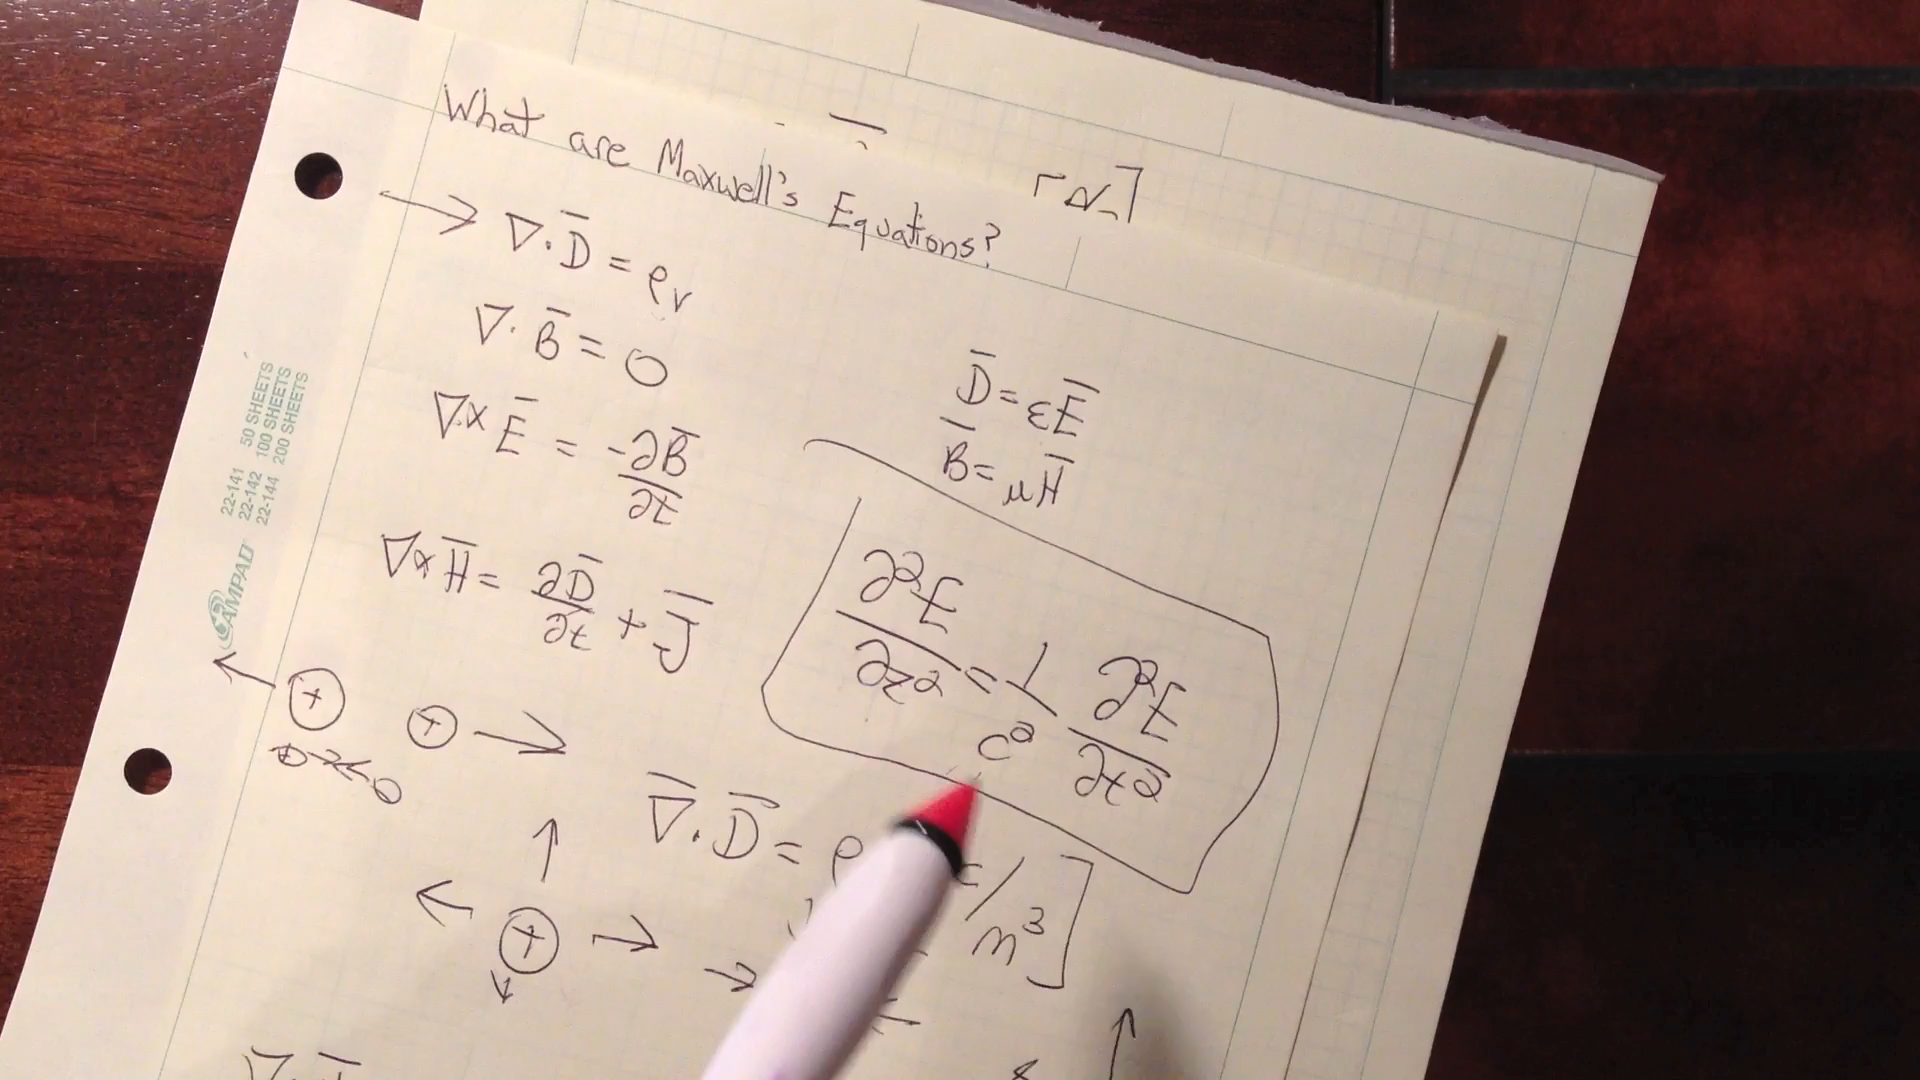 What are Maxwell's Equations?
∇·D̅ = ρv
∇·B̅ = 0
∇×E̅ = -∂B̅/∂t
∇×H̅ = ∂D̅/∂t + J̅
D̅ = εE̅
B̅ = μH̅
∂²E/∂z² = 1/c² ∂²E/∂t²
∇̅·D̅ = ρ
/m³]
22-141 50 SHEETS
22-142 100 SHEETS
22-144 200 SHEETS
AMPAD